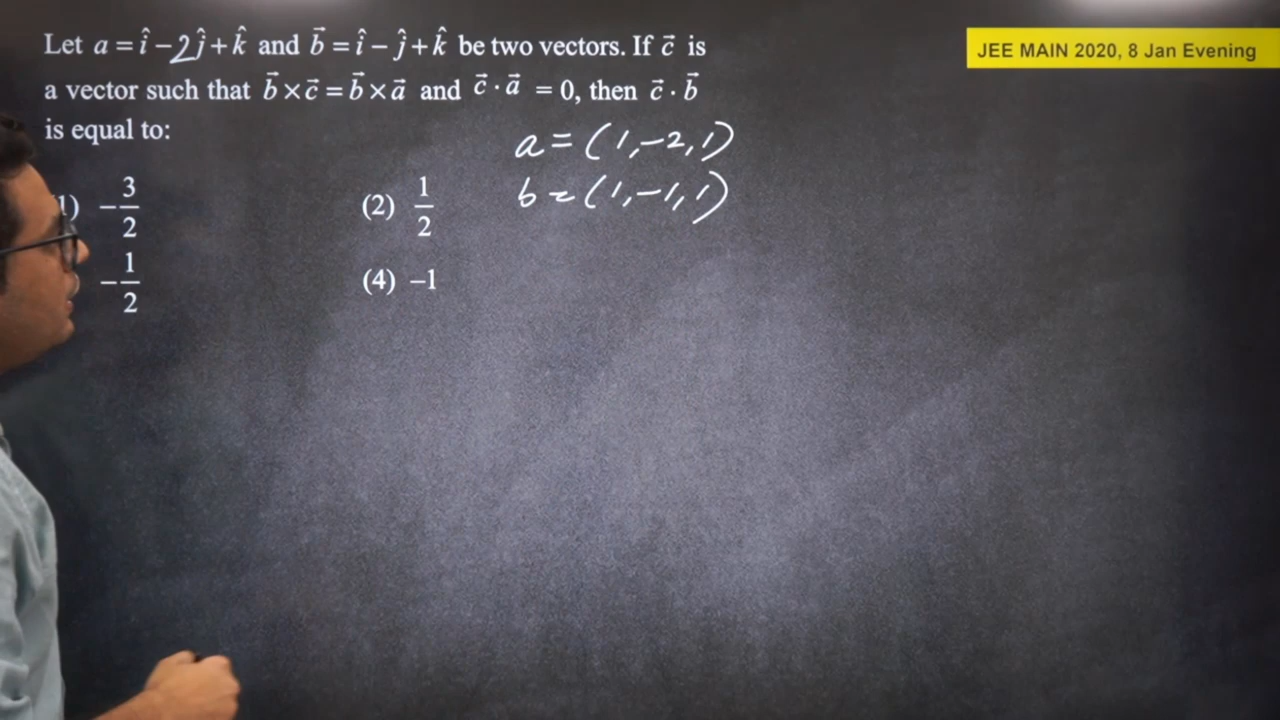 Let a = î − 2ĵ + k̂ and b⃗ = î − ĵ + k̂ be two vectors. If c⃗ is
a vector such that b⃗ × c⃗ = b⃗ × a⃗ and c⃗ · a⃗ = 0, then c⃗ · b⃗
is equal to:
1) −3/2 (2) 1/2
−1/2 (4) –1
JEE MAIN 2020, 8 Jan Evening
a = (1, −2, 1)
b = (1, −1, 1)